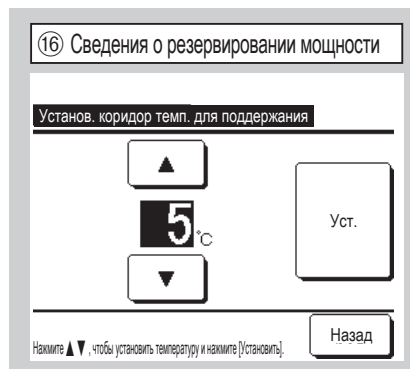 ⑯ Сведения о резервировании мощности
Установ. коридор темп. для поддержания
▲
5 °C
Уст.
▼
Нажмите ▲ ▼ , чтобы установить температуру и нажмите [Установить].
Назад